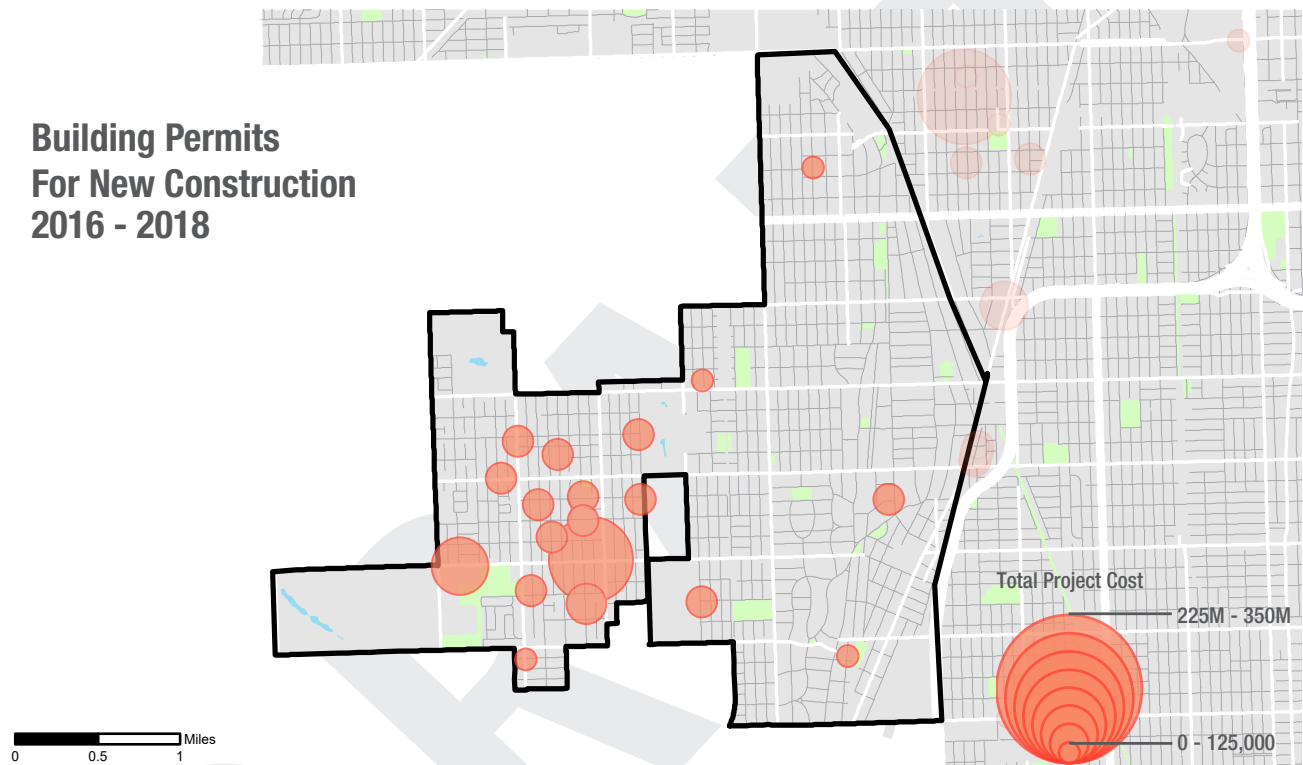 Building Permits
For New Construction
2016 - 2018
Total Project Cost
225M - 350M
0 - 125,000
Miles
0 0.5 1